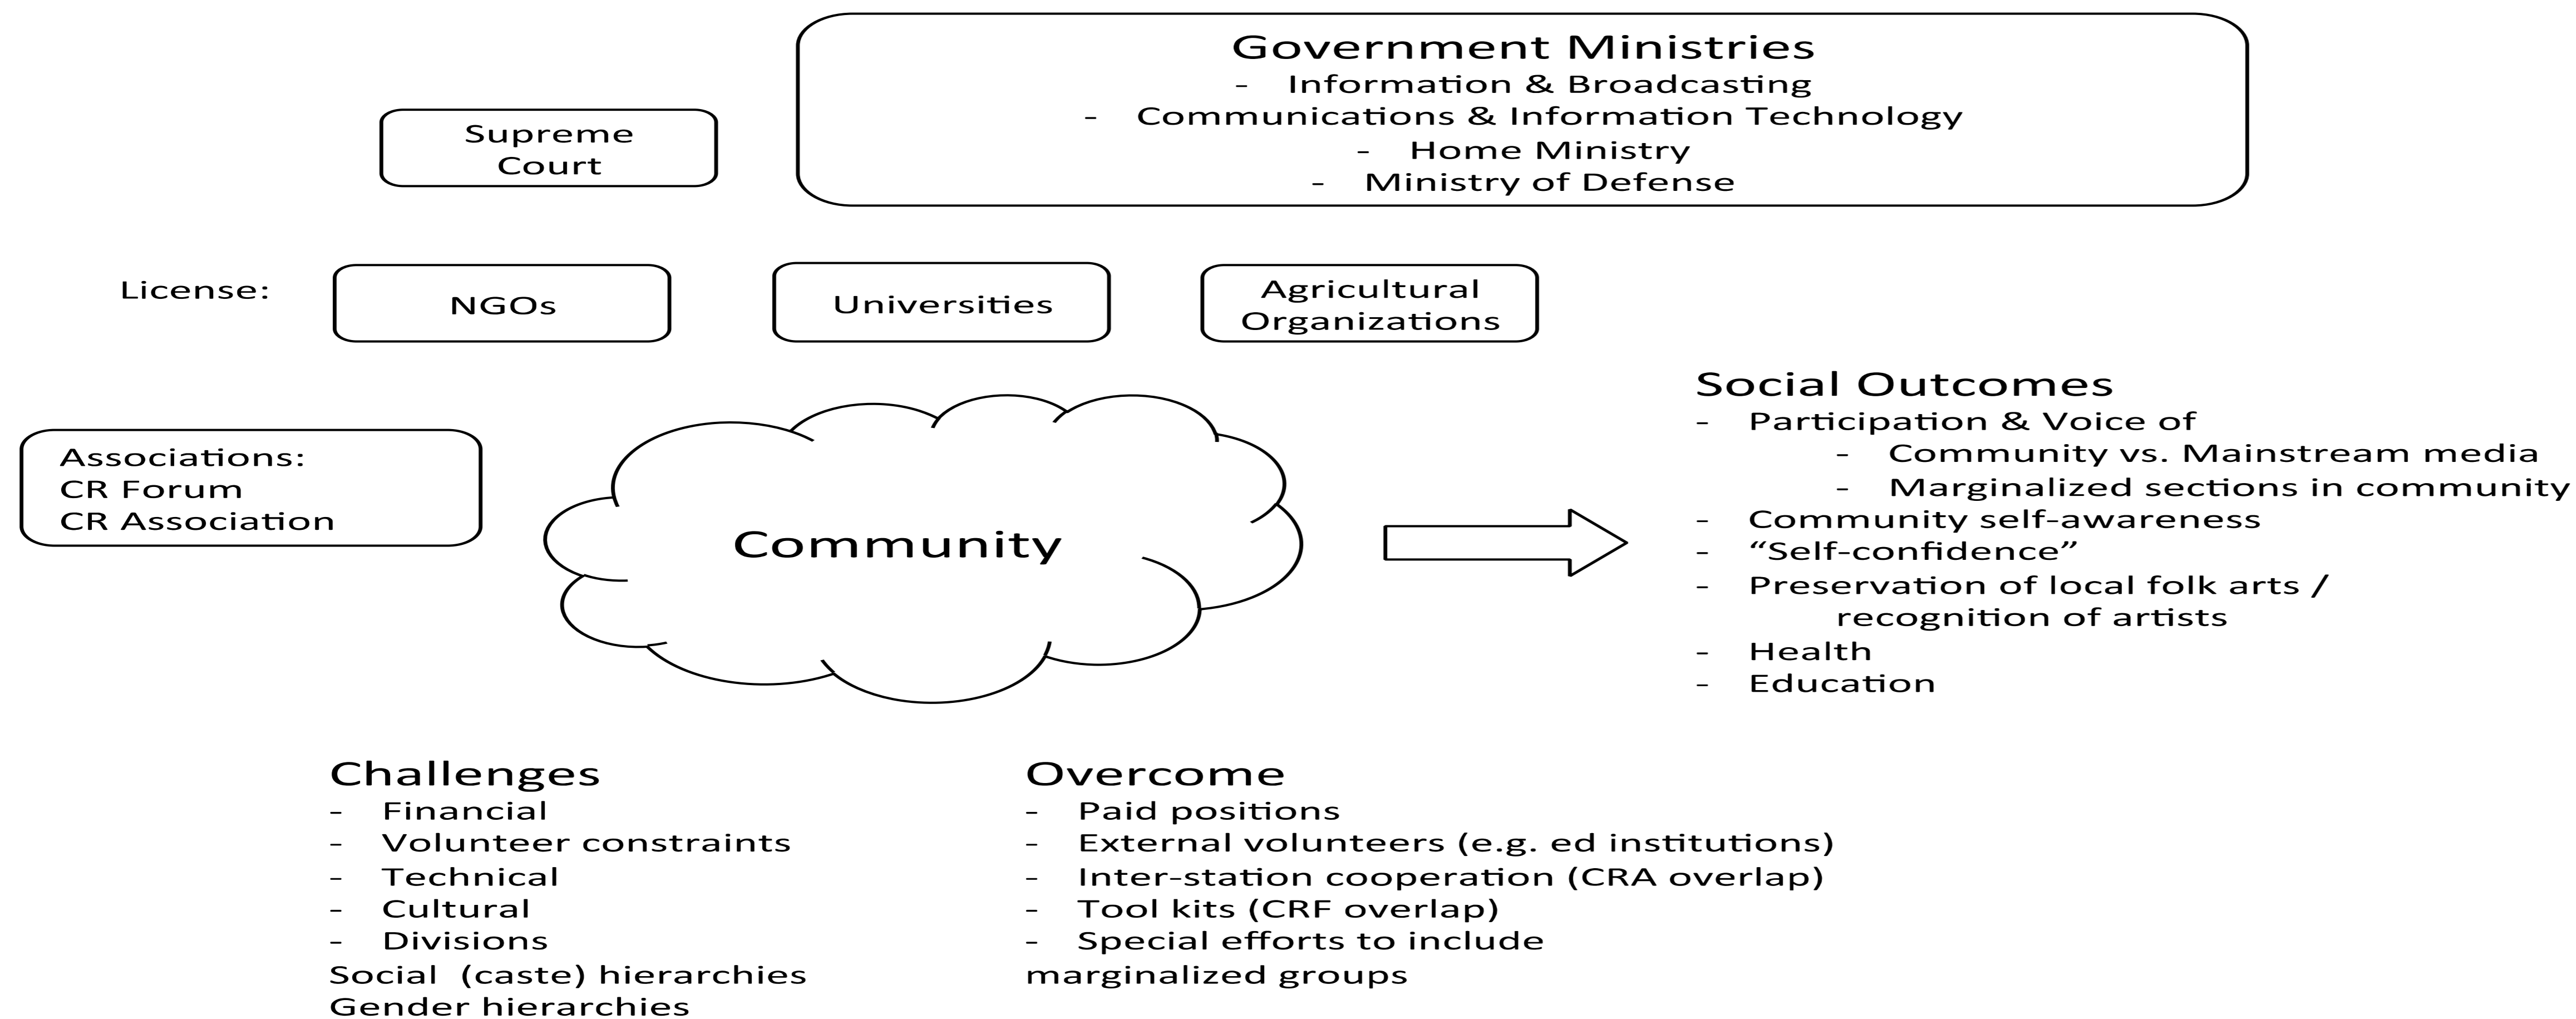 Government Ministries
- Information & Broadcasting
- Communications & Information Technology
- Home Ministry
- Ministry of Defense
Supreme
Court
License:
NGOs
Universities
Agricultural
Organizations
Associations:
CR Forum
CR Association
Community
Social Outcomes
- Participation & Voice of
- Community vs. Mainstream media
- Marginalized sections in community
- Community self-awareness
- “Self-confidence”
- Preservation of local folk arts /
recognition of artists
- Health
- Education
Challenges
- Financial
- Volunteer constraints
- Technical
- Cultural
- Divisions
Social (caste) hierarchies
Gender hierarchies
Overcome
- Paid positions
- External volunteers (e.g. ed institutions)
- Inter-station cooperation (CRA overlap)
- Tool kits (CRF overlap)
- Special efforts to include
marginalized groups